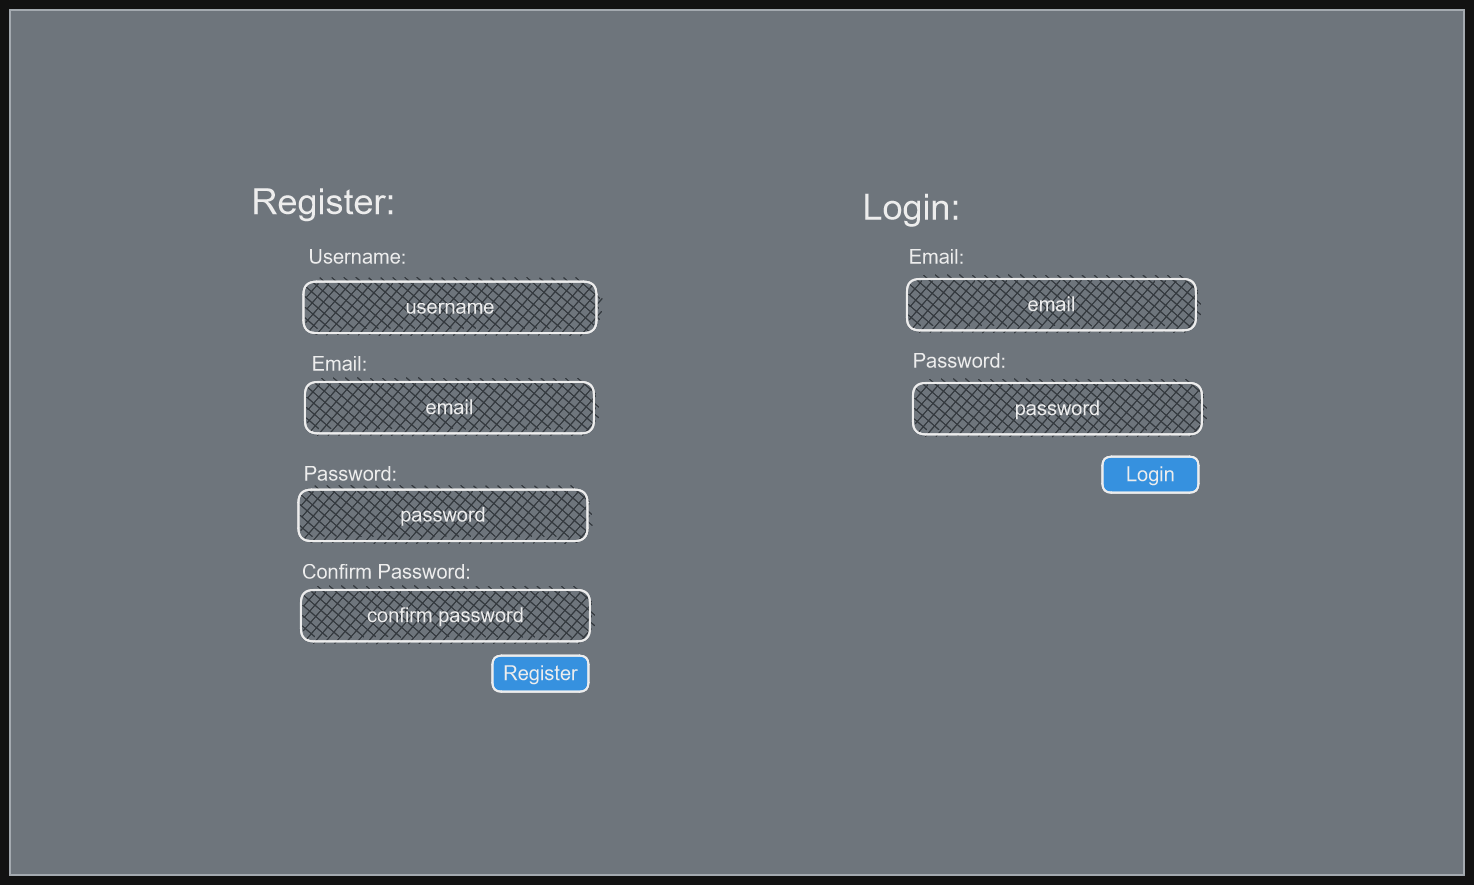 Register:
Username:
username
Email:
email
Password:
password
Confirm Password:
confirm password
Register
Login:
Email:
email
Password:
password
Login